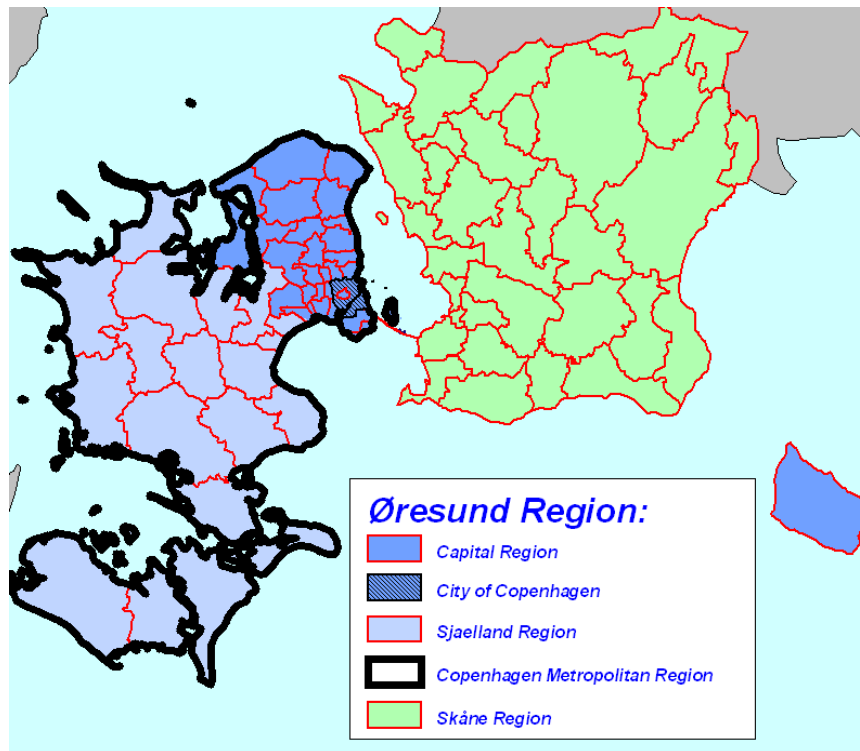 Øresund Region:
Capital Region
City of Copenhagen
Sjaelland Region
Copenhagen Metropolitan Region
Skåne Region